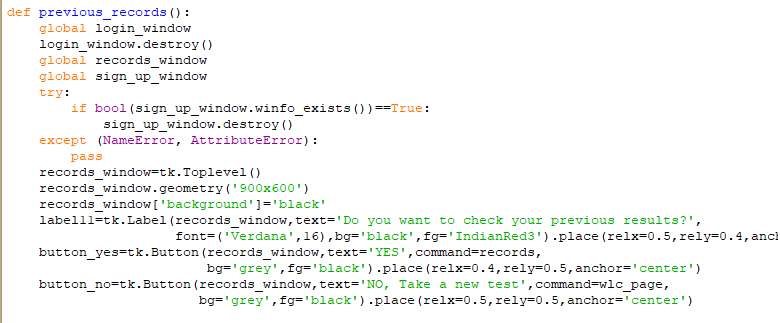 def previous_records():
    global login_window
    login_window.destroy()
    global records_window
    global sign_up_window
    try:
        if bool(sign_up_window.winfo_exists())==True:
            sign_up_window.destroy()
    except (NameError, AttributeError):
        pass
    records_window=tk.Toplevel()
    records_window.geometry('900x600')
    records_window['background']='black'
    label11=tk.Label(records_window,text='Do you want to check your previous results?',
                     font=('Verdana',16),bg='black',fg='IndianRed3').place(relx=0.5,rely=0.4,anc
    button_yes=tk.Button(records_window,text='YES',command=records,
                         bg='grey',fg='black').place(relx=0.4,rely=0.5,anchor='center')
    button_no=tk.Button(records_window,text='NO, Take a new test',command=wlc_page,
                        bg='grey',fg='black').place(relx=0.5,rely=0.5,anchor='center')